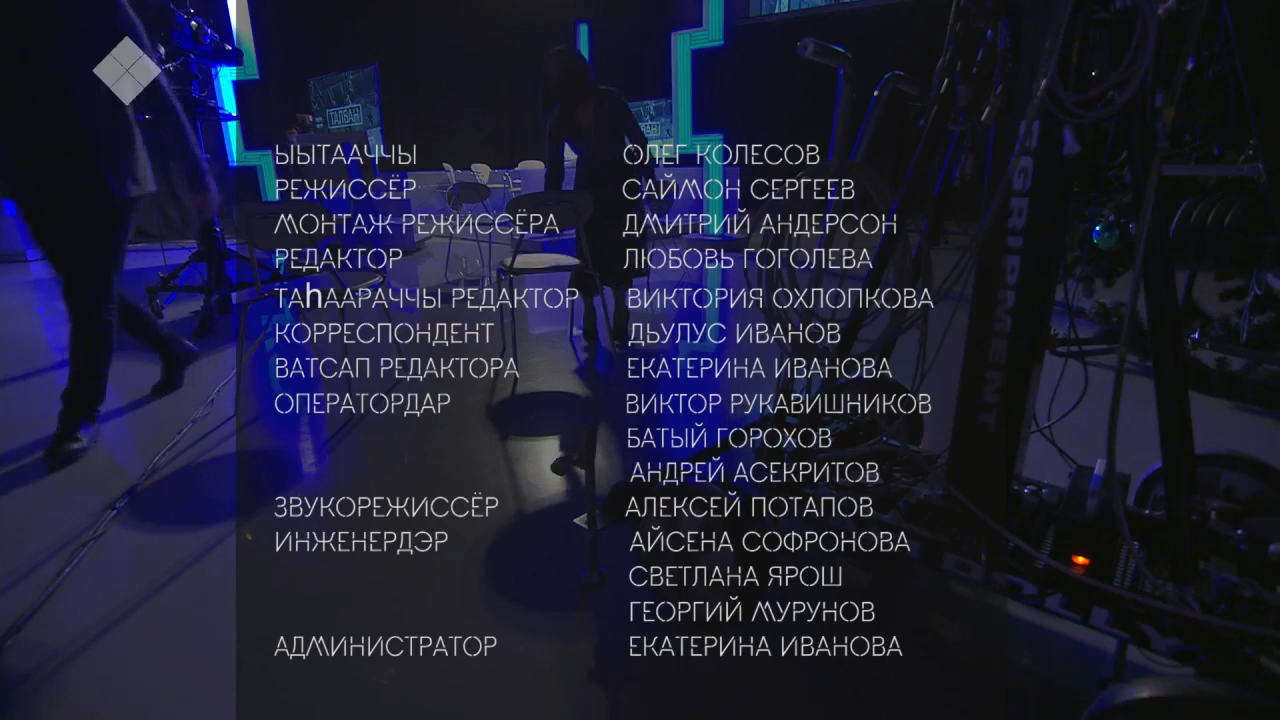 ТАЛБАН
ЫЫТААЧЧЫ ОЛЕГ КОЛЕСОВ
РЕЖИССЁР САЙМОН СЕРГЕЕВ
МОНТАЖ РЕЖИССЁРА ДМИТРИЙ АНДЕРСОН
РЕДАКТОР ЛЮБОВЬ ГОГОЛЕВА
ТАҺААРАЧЧЫ РЕДАКТОР ВИКТОРИЯ ОХЛОПКОВА
КОРРЕСПОНДЕНТ ДЬУЛУС ИВАНОВ
ВАТСАП РЕДАКТОРА ЕКАТЕРИНА ИВАНОВА
ОПЕРАТОРДАР ВИКТОР РУКАВИШНИКОВ
БАТЫЙ ГОРОХОВ
АНДРЕЙ АСЕКРИТОВ
ЗВУКОРЕЖИССЁР АЛЕКСЕЙ ПОТАПОВ
ИНЖЕНЕРДЭР АЙСЕНА СОФРОНОВА
СВЕТЛАНА ЯРОШ
ГЕОРГИЙ МУРУНОВ
АДМИНИСТРАТОР ЕКАТЕРИНА ИВАНОВА